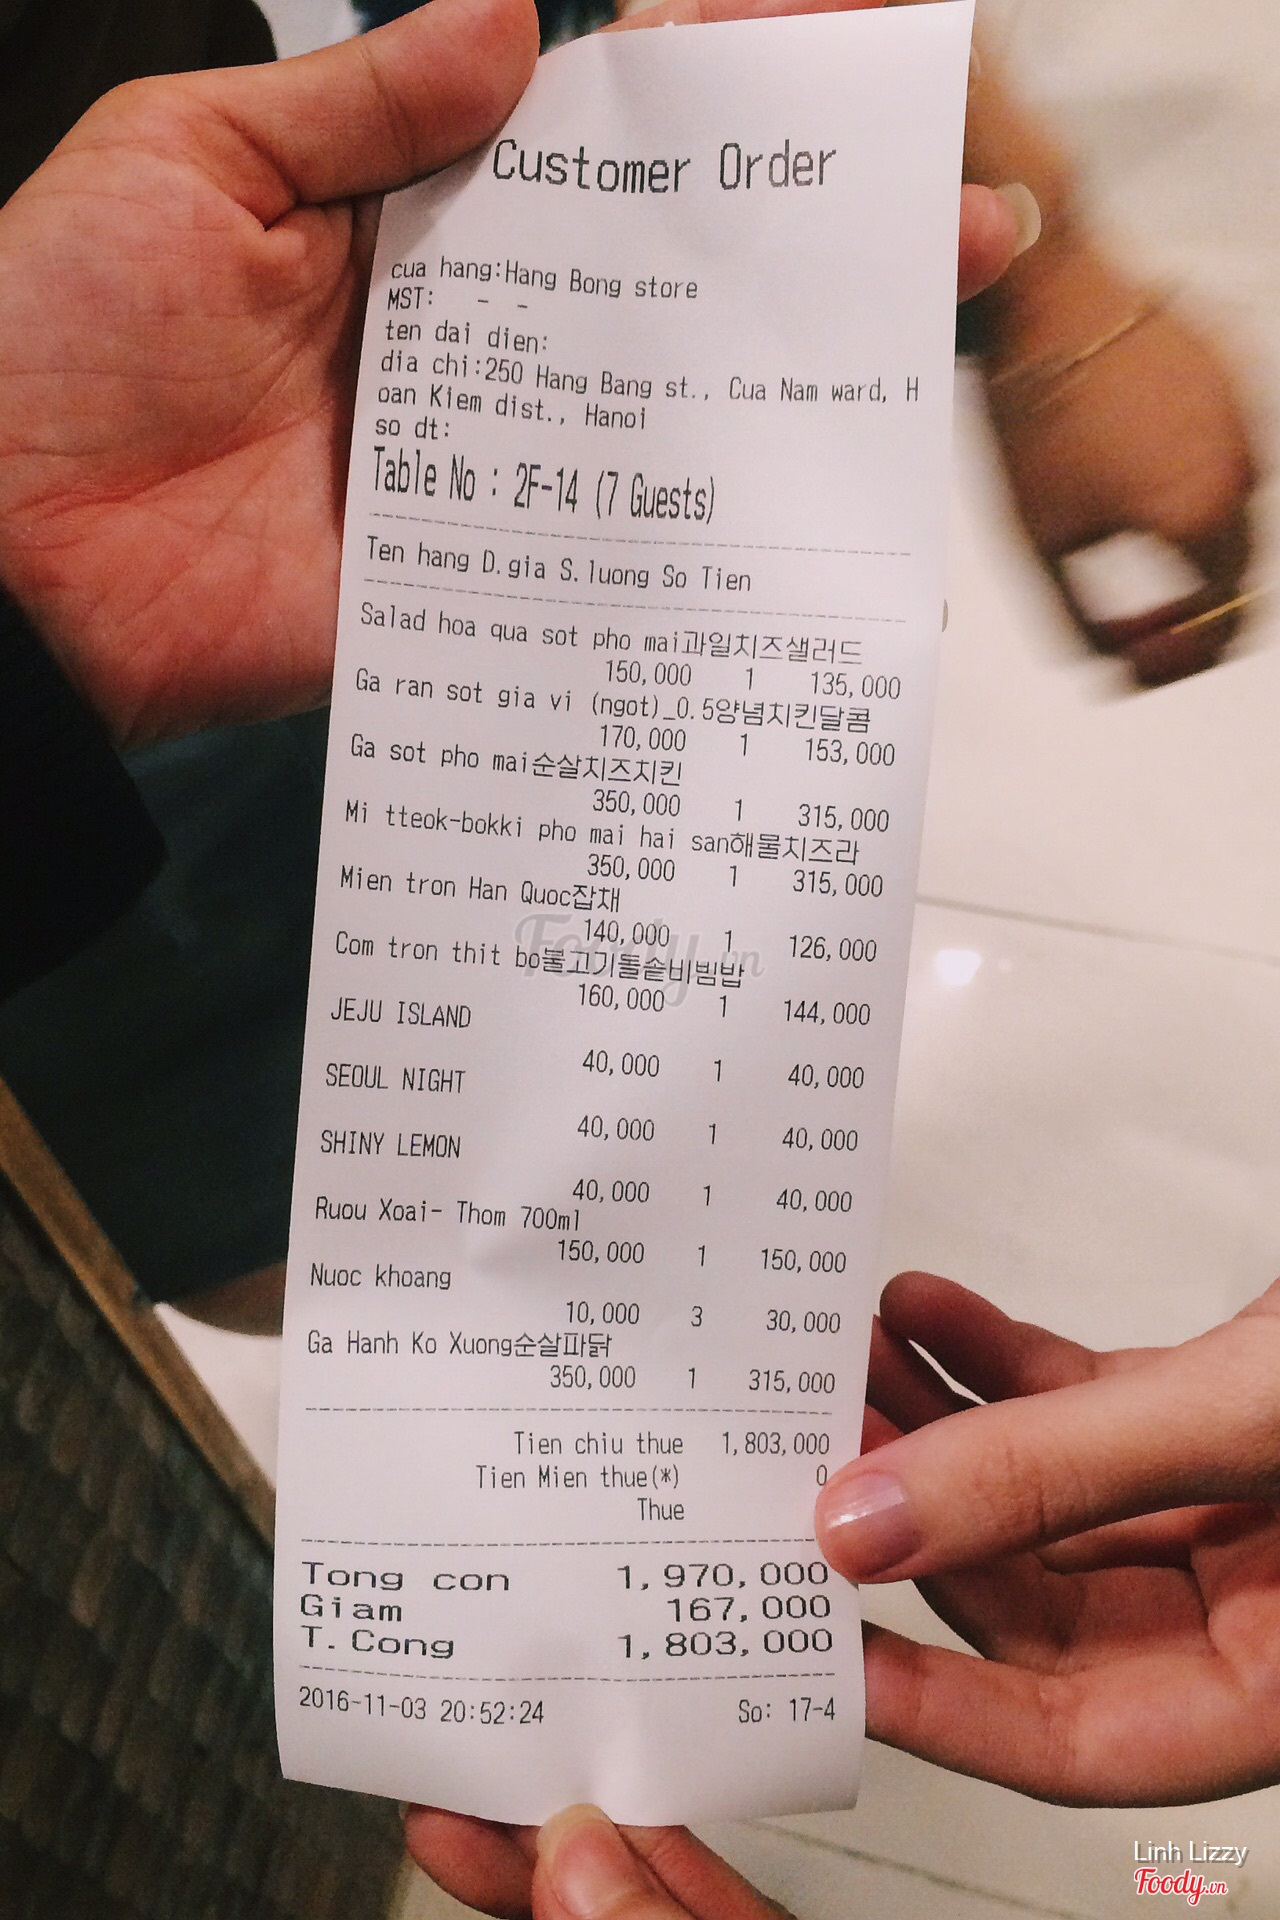 Customer Order
cua hang:Hang Bong store
MST:   -  -
ten dai dien:
dia chi:250 Hang Bang st., Cua Nam ward, H
oan Kiem dist., Hanoi
so dt:
Table No : 2F-14 (7 Guests)
Ten hang D.gia S.luong So Tien
Salad hoa qua sot pho mai과일치즈샐러드
150,000 1 135,000
Ga ran sot gia vi (ngot)_0.5양념치킨달콤
170,000 1 153,000
Ga sot pho mai순살치즈치킨
350,000 1 315,000
Mi tteok-bokki pho mai hai san해물치즈라
350,000 1 315,000
Mien tron Han Quoc잡채
140,000 1 126,000
Com tron thit bo불고기돌솥비빔밥
160,000 1 144,000
JEJU ISLAND
40,000 1 40,000
SEOUL NIGHT
40,000 1 40,000
SHINY LEMON
40,000 1 40,000
Ruou Xoai- Thom 700ml
150,000 1 150,000
Nuoc khoang
10,000 3 30,000
Ga Hanh Ko Xuong순살파닭
350,000 1 315,000
Tien chiu thue 1,803,000
Tien Mien thue(*) 0
Thue
Tong con 1,970,000
Giam 167,000
T.Cong 1,803,000
2016-11-03 20:52:24 So: 17-4
Foody.vn
Linh Lizzy
Foody.vn